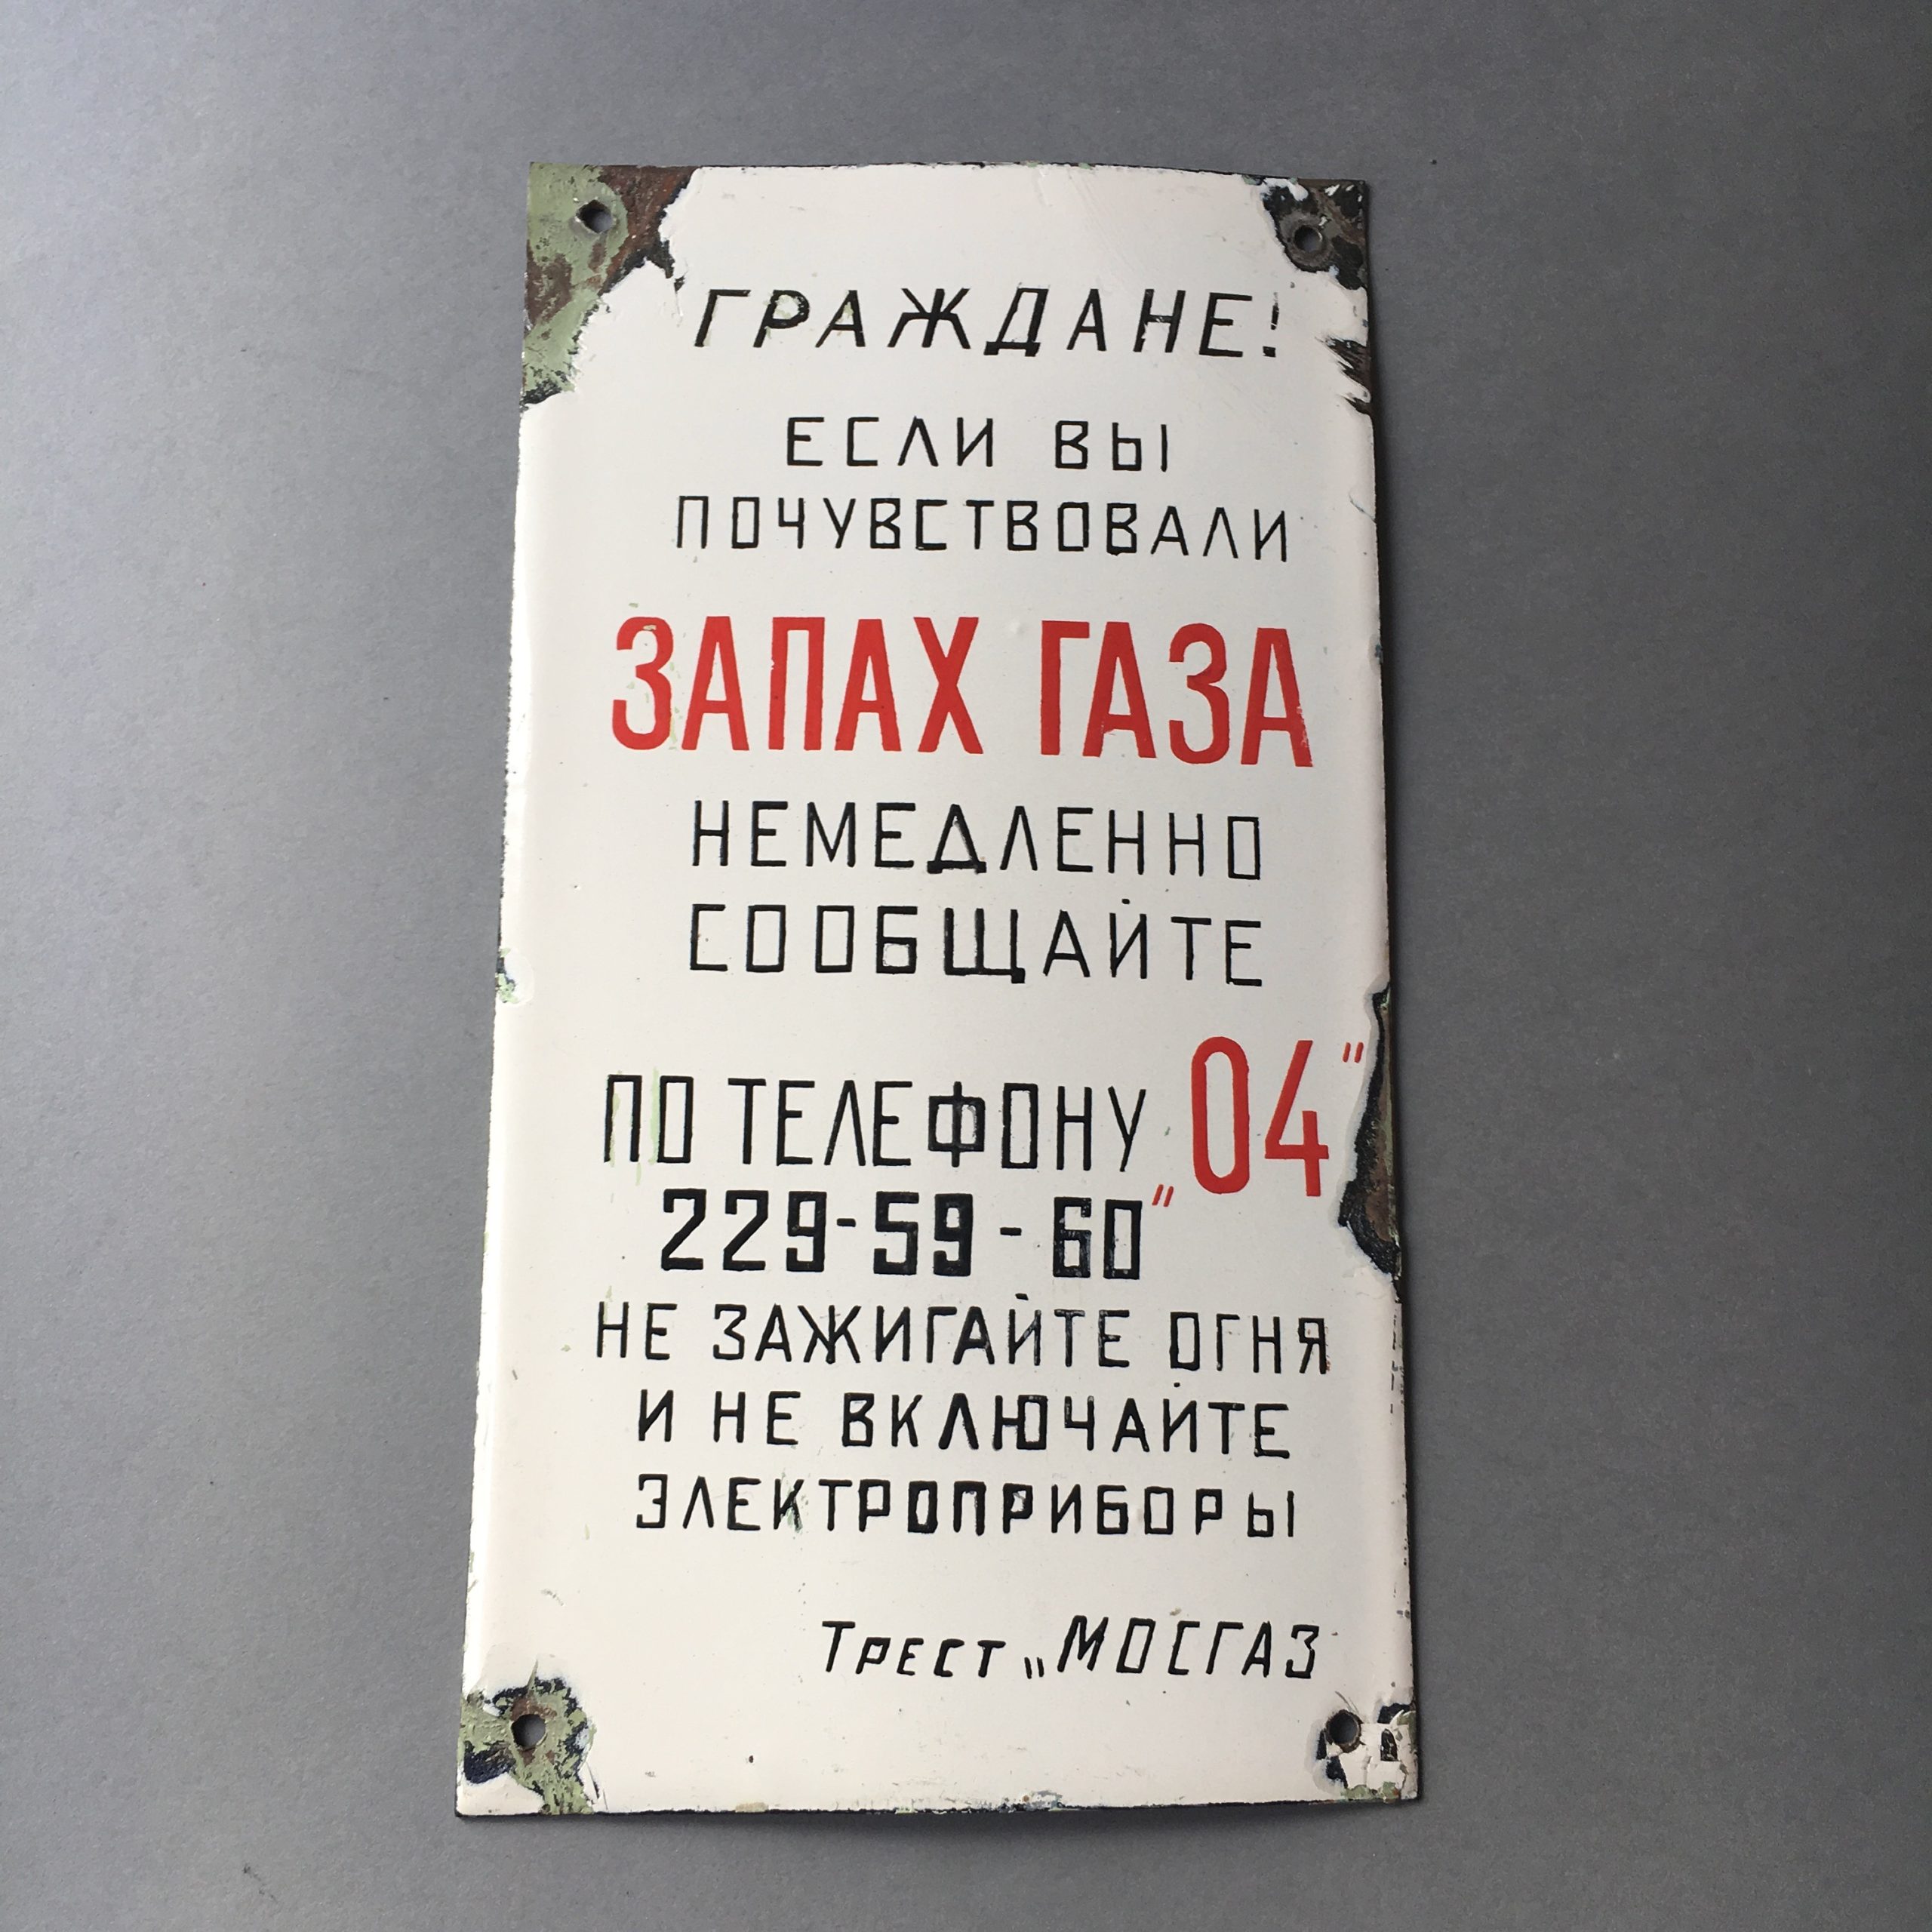 ГРАЖДАНЕ!
ЕСЛИ ВЫ
ПОЧУВСТВОВАЛИ
ЗАПАХ ГАЗА
НЕМЕДЛЕННО
СООБЩАЙТЕ
ПО ТЕЛЕФОНУ „04"
229-59-60
НЕ ЗАЖИГАЙТЕ ОГНЯ
И НЕ ВКЛЮЧАЙТЕ
ЭЛЕКТРОПРИБОРЫ
Трест „МОСГАЗ